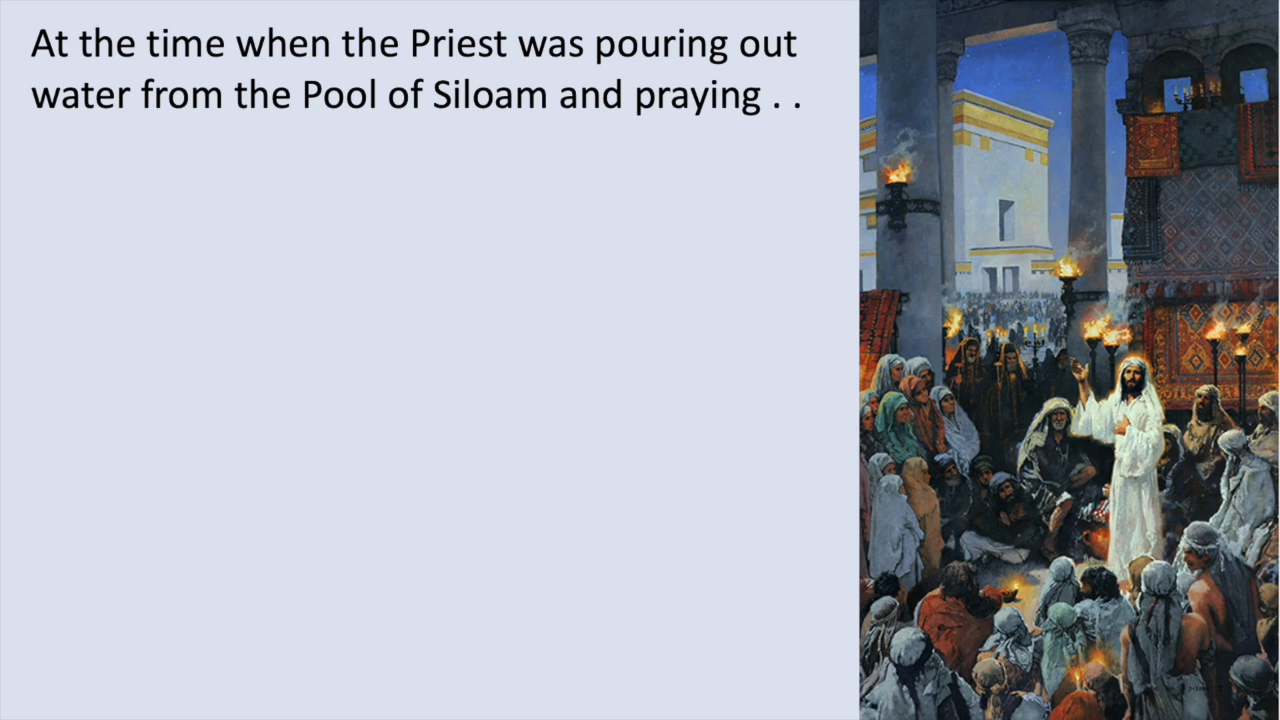 At the time when the Priest was pouring out
water from the Pool of Siloam and praying . .